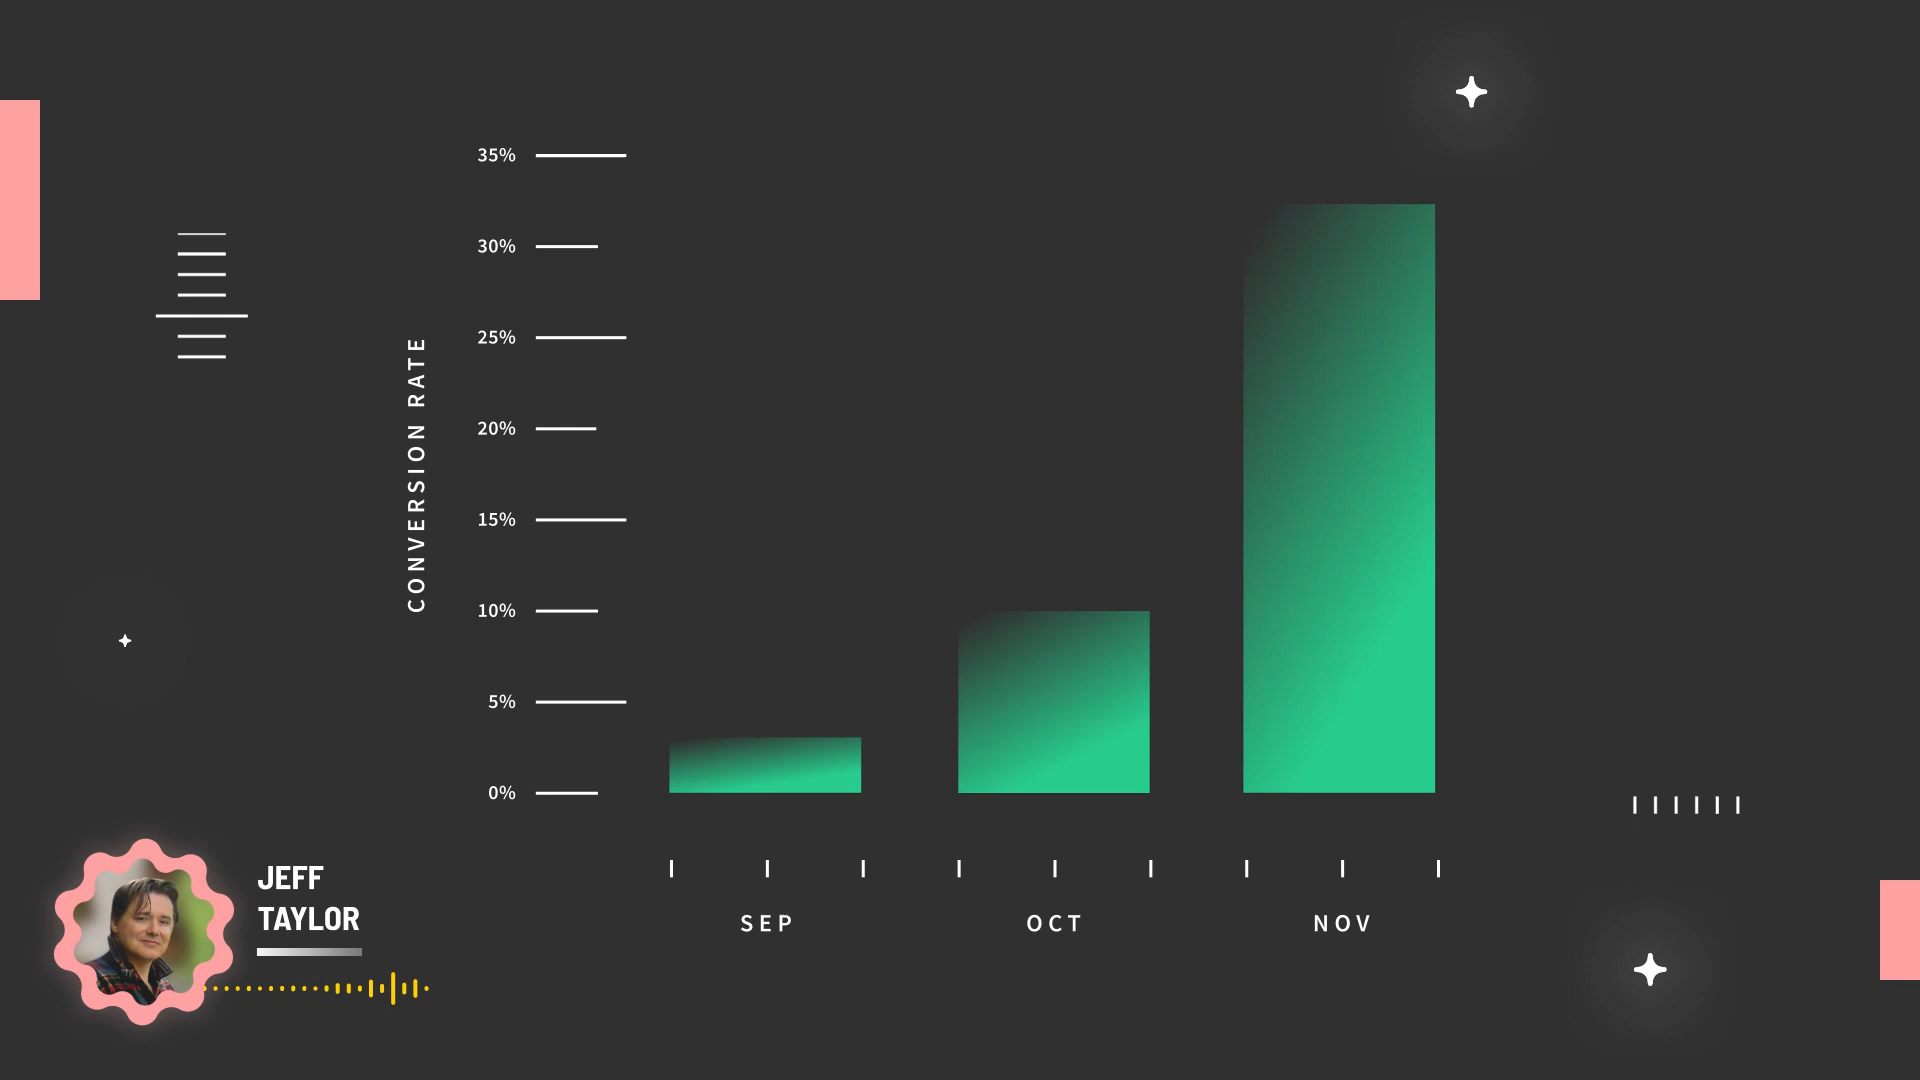 35%
30%
25%
20%
15%
10%
5%
0%
CONVERSION RATE
SEP
OCT
NOV
JEFF
TAYLOR